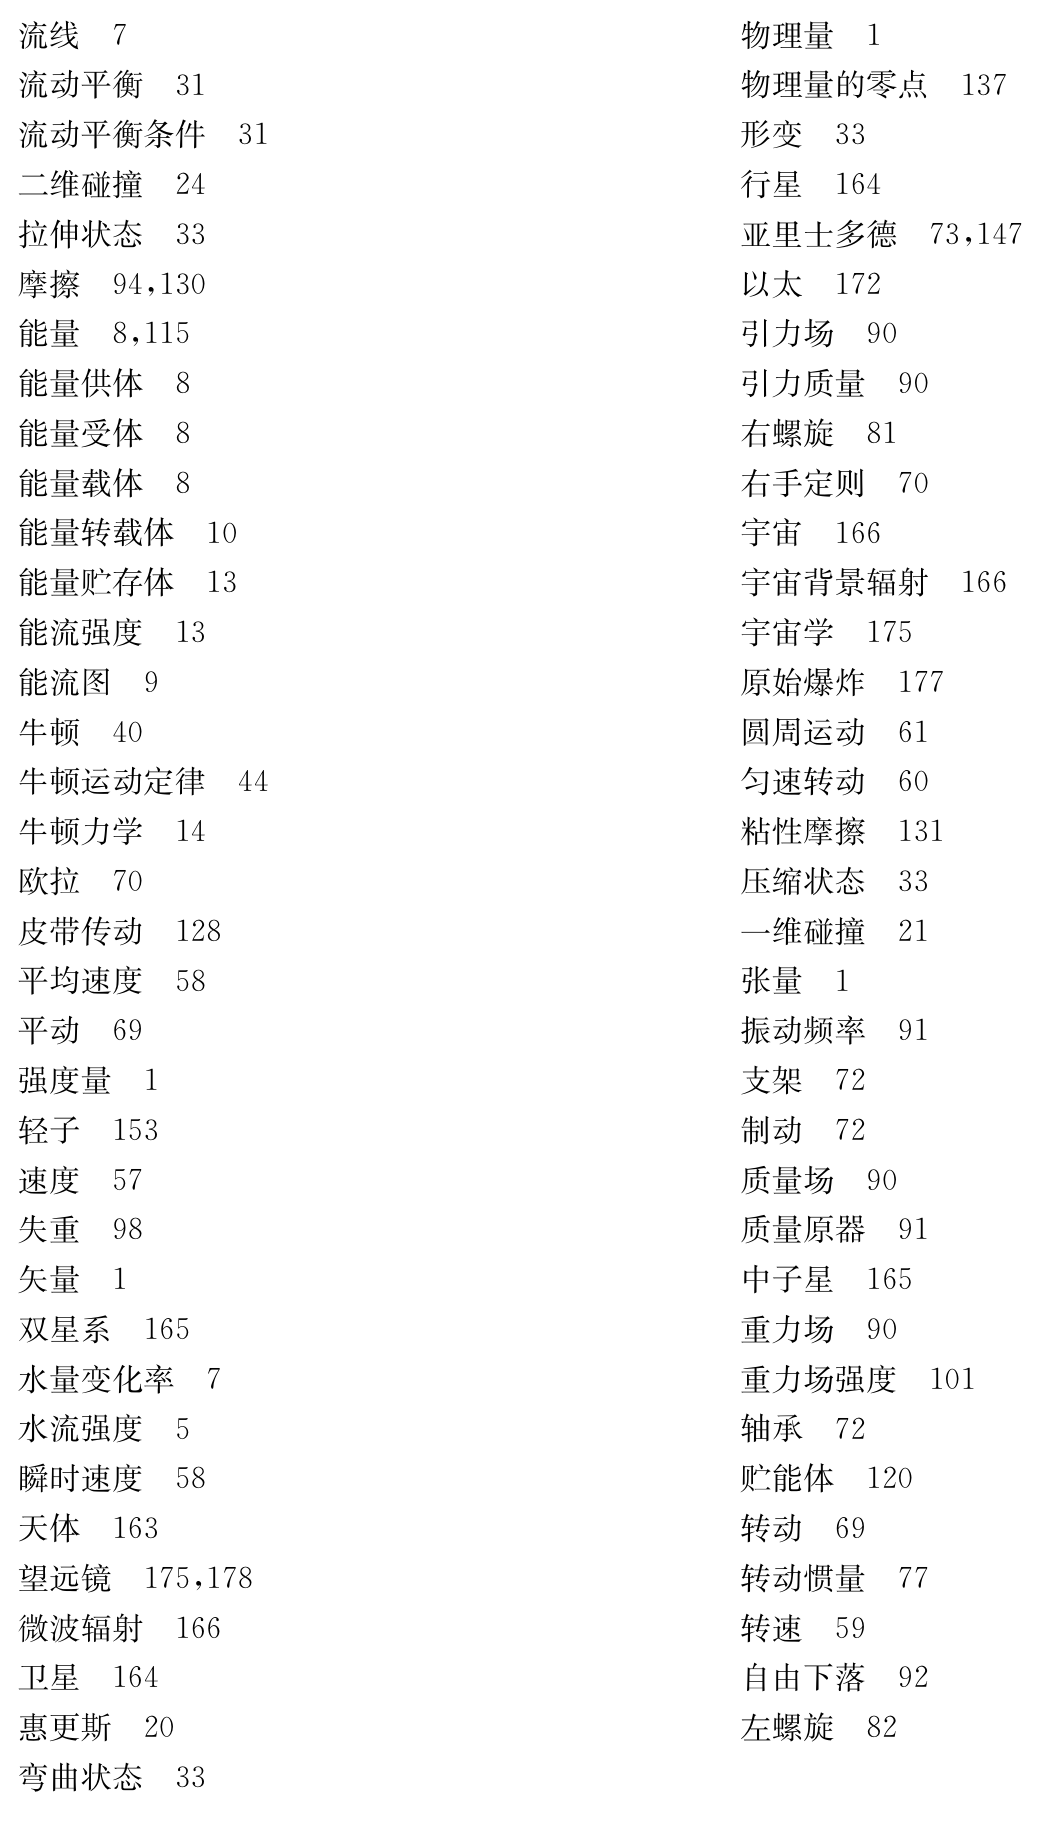 流线 7
流动平衡 31
流动平衡条件 31
二维碰撞 24
拉伸状态 33
摩擦 94,130
能量 8,115
能量供体 8
能量受体 8
能量载体 8
能量转载体 10
能量贮存体 13
能流强度 13
能流图 9
牛顿 40
牛顿运动定律 44
牛顿力学 14
欧拉 70
皮带传动 128
平均速度 58
平动 69
强度量 1
轻子 153
速度 57
失重 98
矢量 1
双星系 165
水量变化率 7
水流强度 5
瞬时速度 58
天体 163
望远镜 175,178
微波辐射 166
卫星 164
惠更斯 20
弯曲状态 33
物理量 1
物理量的零点 137
形变 33
行星 164
亚里士多德 73,147
以太 172
引力场 90
引力质量 90
右螺旋 81
右手定则 70
宇宙 166
宇宙背景辐射 166
宇宙学 175
原始爆炸 177
圆周运动 61
匀速转动 60
粘性摩擦 131
压缩状态 33
一维碰撞 21
张量 1
振动频率 91
支架 72
制动 72
质量场 90
质量原器 91
中子星 165
重力场 90
重力场强度 101
轴承 72
贮能体 120
转动 69
转动惯量 77
转速 59
自由下落 92
左螺旋 82